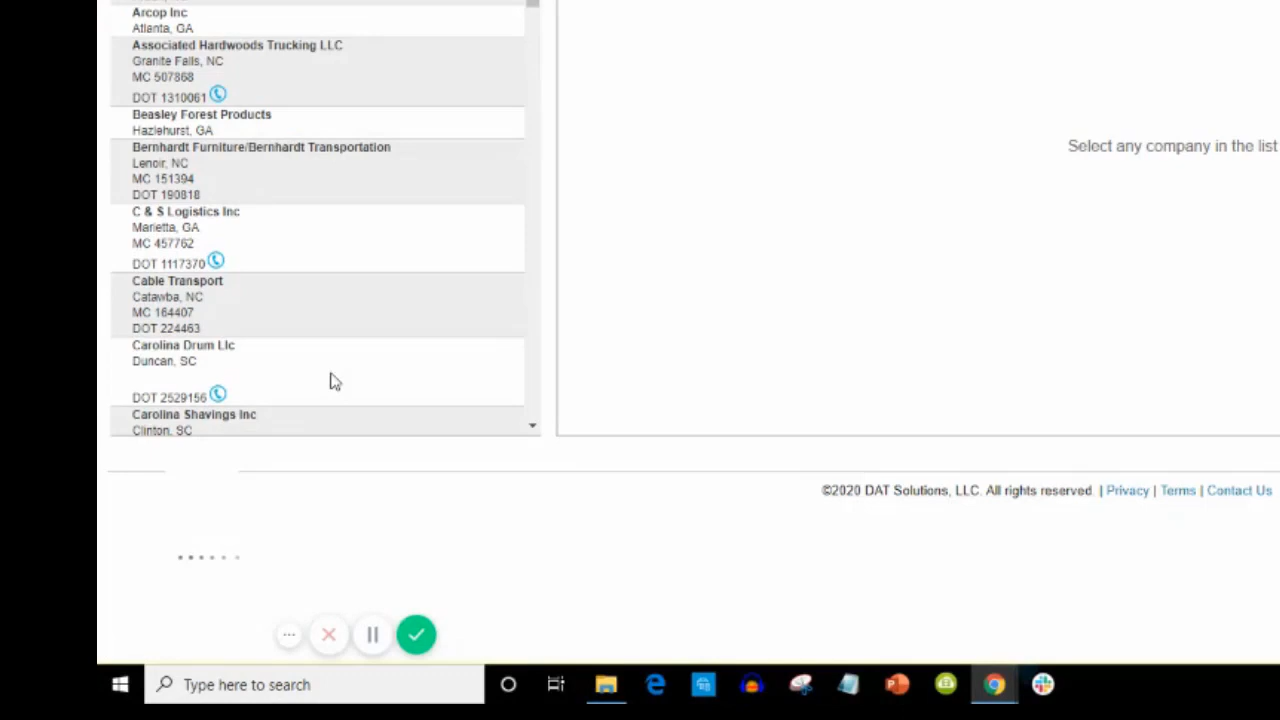 Arcop Inc
Atlanta, GA
Associated Hardwoods Trucking LLC
Granite Falls, NC
MC 507868
DOT 1310061
Beasley Forest Products
Hazlehurst, GA
Bernhardt Furniture/Bernhardt Transportation
Lenoir, NC
MC 151394
DOT 190818
C & S Logistics Inc
Marietta, GA
MC 457762
DOT 1117370
Cable Transport
Catawba, NC
MC 164407
DOT 224463
Carolina Drum Llc
Duncan, SC
DOT 2529156
Carolina Shavings Inc
Clinton, SC
Select any company in the list
©2020 DAT Solutions, LLC. All rights reserved. | Privacy | Terms | Contact Us
Type here to search